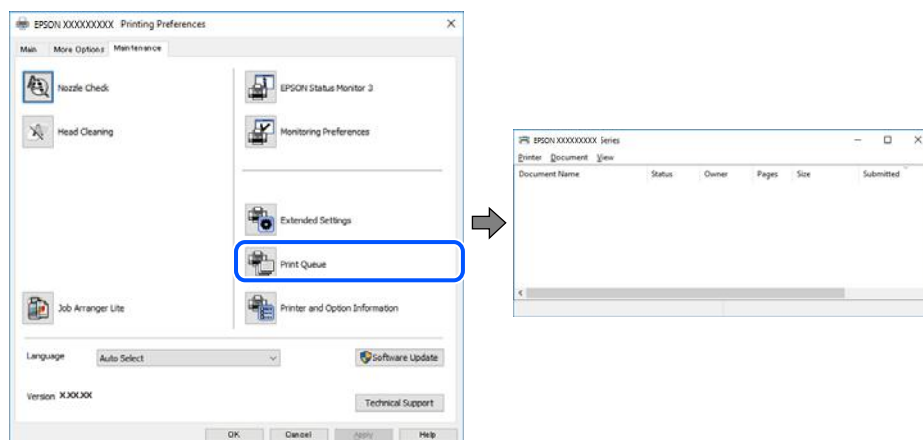 EPSON XXXXXXXXX Printing Preferences
Main More Options Maintenance
Nozzle Check
EPSON Status Monitor 3
Head Cleaning
Monitoring Preferences
Extended Settings
Print Queue
Job Arranger Lite
Printer and Option Information
Language Auto Select
Software Update
Version X.XX.XX
Technical Support
OK Cancel Apply Help
EPSON XXXXXXXXX Series
Printer Document View
Document Name Status Owner Pages Size Submitted